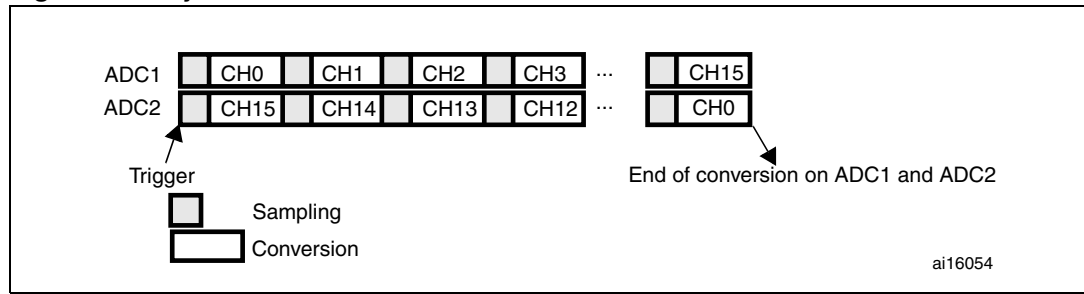 ADC1 CH0 CH1 CH2 CH3 ... CH15
ADC2 CH15 CH14 CH13 CH12 ... CH0
Trigger
End of conversion on ADC1 and ADC2
Sampling
Conversion
ai16054